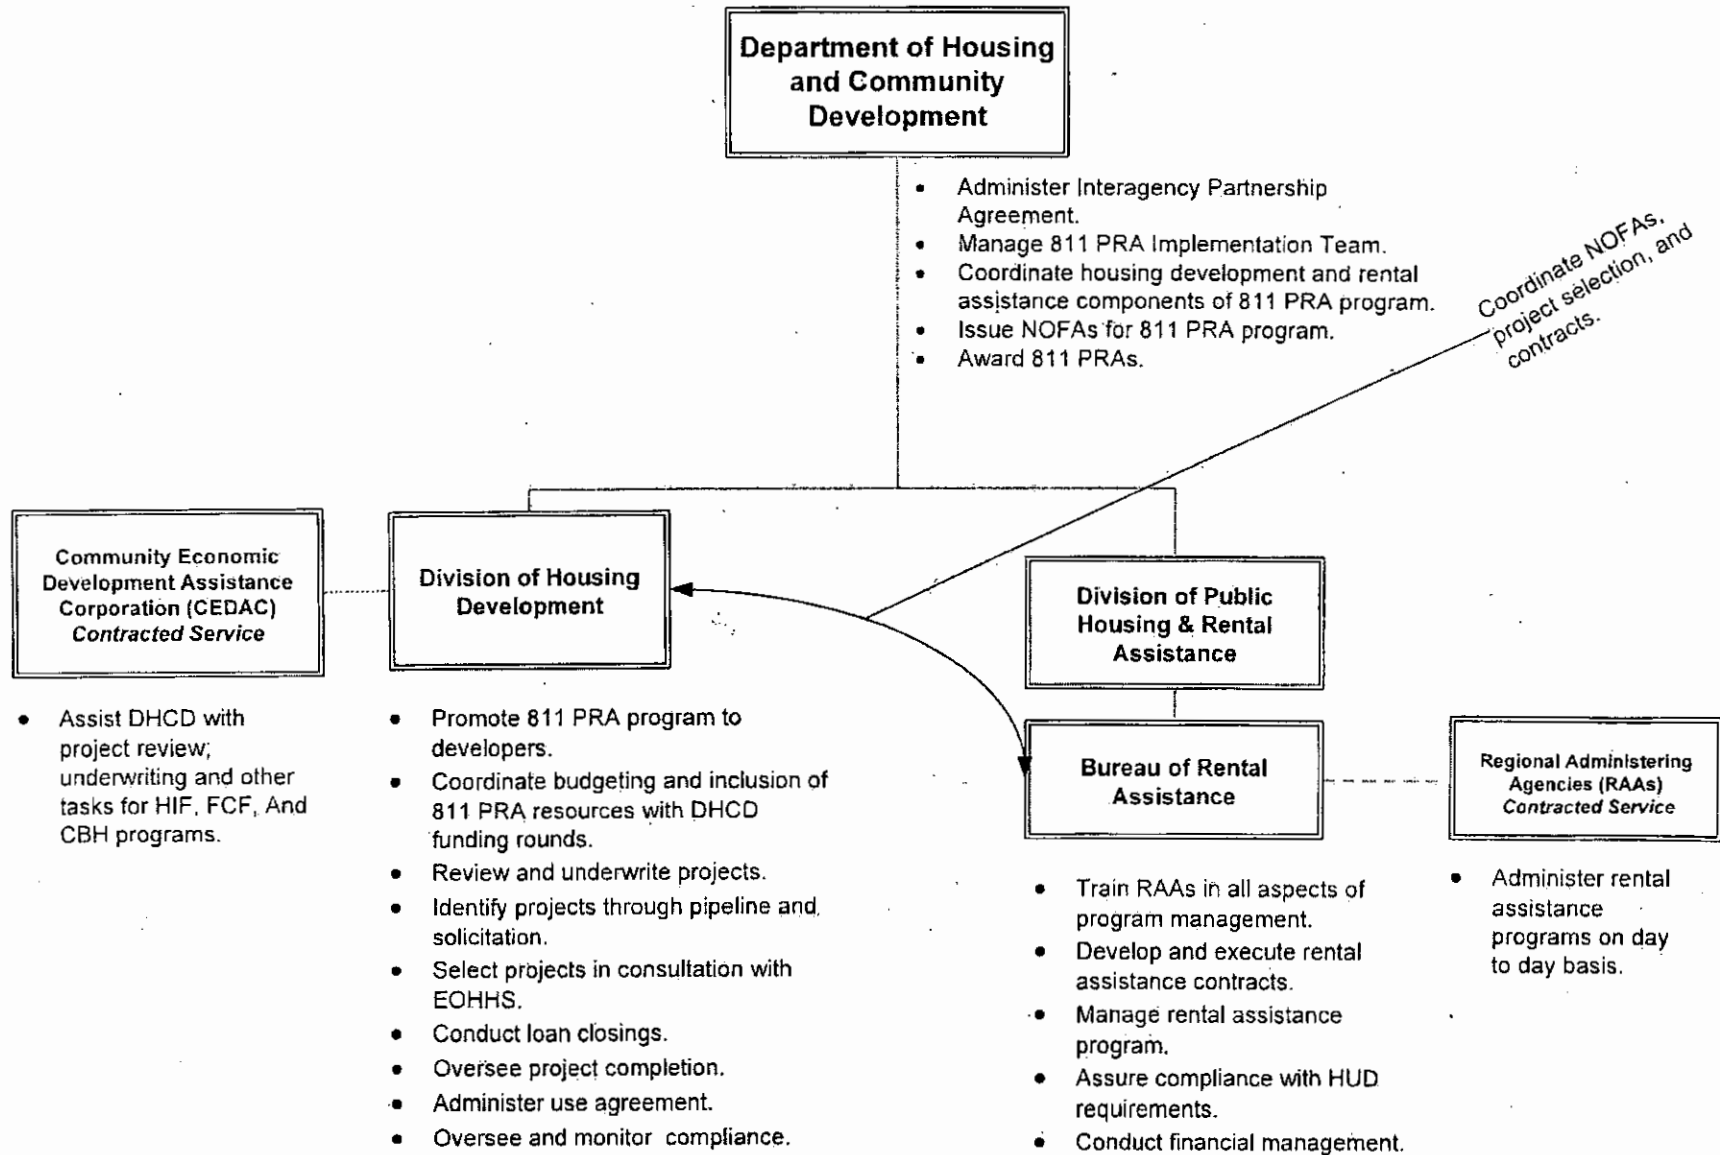 Department of Housing
and Community
Development
• Administer Interagency Partnership
Agreement.
• Manage 811 PRA Implementation Team.
• Coordinate housing development and rental
assistance components of 811 PRA program.
• Issue NOFAs for 811 PRA program.
• Award 811 PRAs.
Coordinate NOFAs,
project selection, and
contracts.
Community Economic
Development Assistance
Corporation (CEDAC)
Contracted Service
• Assist DHCD with
project review;
underwriting and other
tasks for HIF, FCF, And
CBH programs.
Division of Housing
Development
• Promote 811 PRA program to
developers.
• Coordinate budgeting and inclusion of
811 PRA resources with DHCD
funding rounds.
• Review and underwrite projects.
• Identify projects through pipeline and
solicitation.
• Select projects in consultation with
EOHHS.
• Conduct loan closings.
• Oversee project completion.
• Administer use agreement.
• Oversee and monitor compliance.
Division of Public
Housing & Rental
Assistance
Bureau of Rental
Assistance
• Train RAAs in all aspects of
program management.
• Develop and execute rental
assistance contracts.
• Manage rental assistance
program.
• Assure compliance with HUD
requirements.
• Conduct financial management.
Regional Administering
Agencies (RAAs)
Contracted Service
• Administer rental
assistance
programs on day
to day basis.